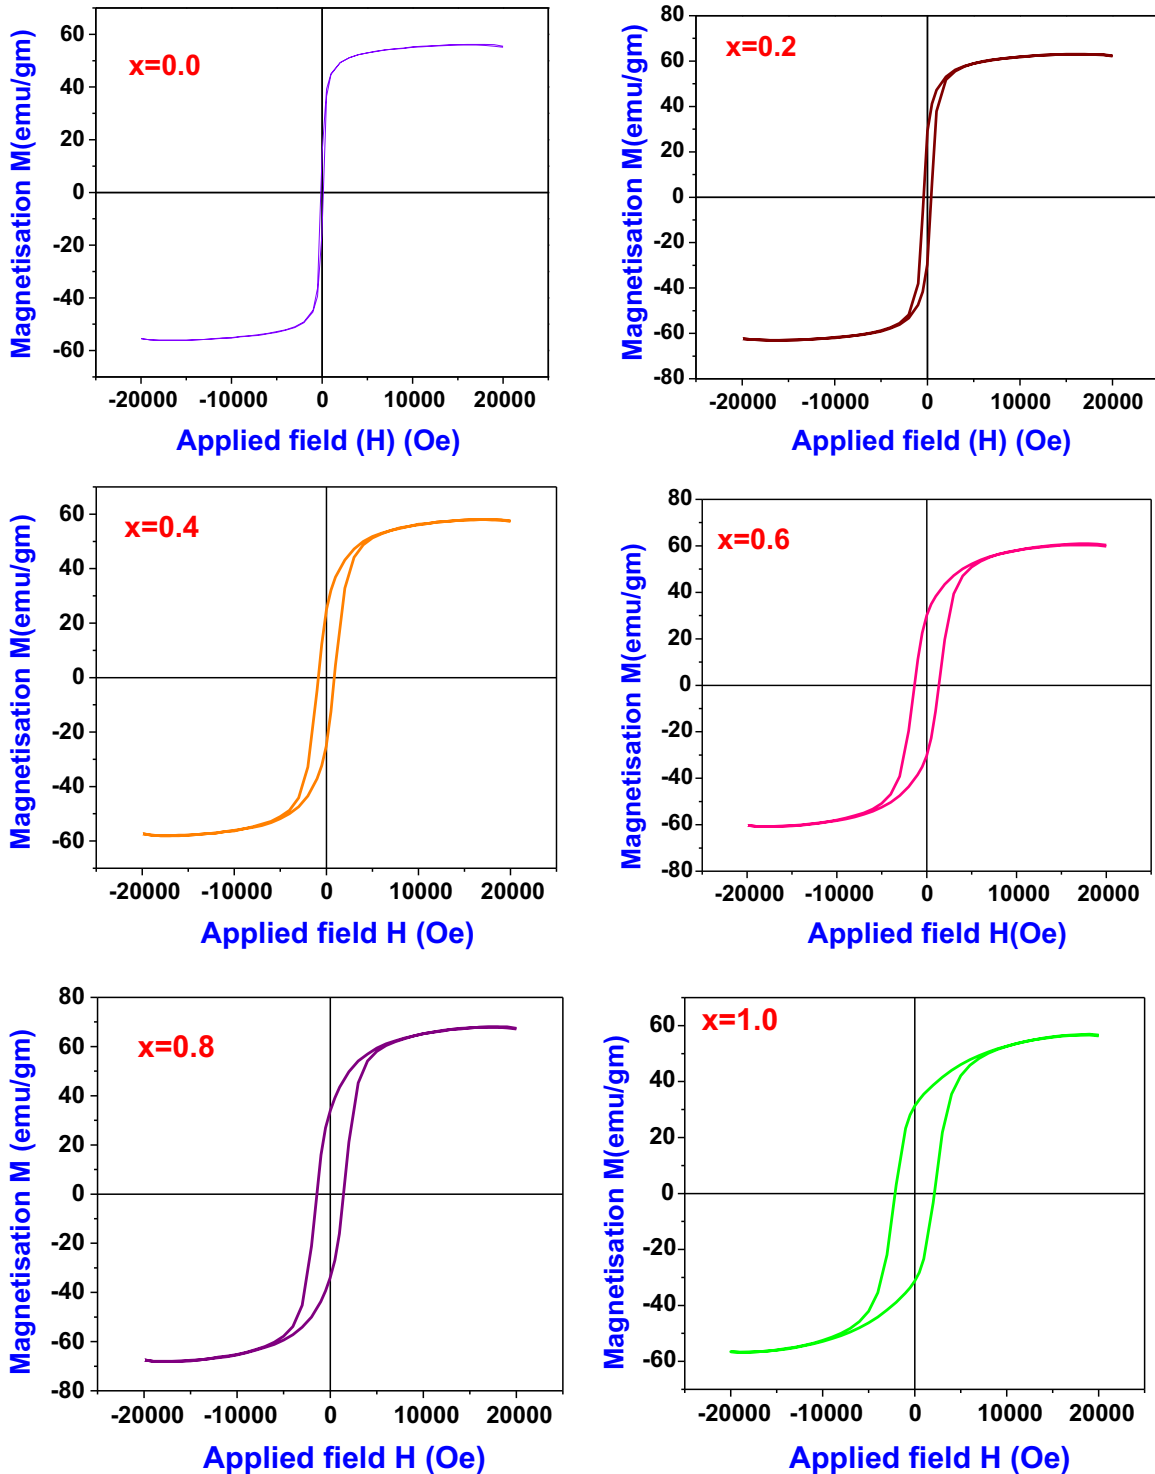 x=0.0
Magnetisation M(emu/gm)
60
40
20
0
-20
-40
-60
-20000 -10000 0 10000 20000
Applied field (H) (Oe)
x=0.2
Magnetisation M(emu/gm)
80
60
40
20
0
-20
-40
-60
-80
-20000 -10000 0 10000 20000
Applied field (H) (Oe)
x=0.4
Magnetisation M(emu/gm)
60
40
20
0
-20
-40
-60
-20000 -10000 0 10000 20000
Applied field H (Oe)
x=0.6
Magnetisation M(emu/gm)
80
60
40
20
0
-20
-40
-60
-80
-20000 -10000 0 10000 20000
Applied field H(Oe)
x=0.8
Magnetisation M (emu/gm)
80
60
40
20
0
-20
-40
-60
-80
-20000 -10000 0 10000 20000
Applied field H (Oe)
x=1.0
Magnetisation M(emu/gm)
60
40
20
0
-20
-40
-60
-20000 -10000 0 10000 20000
Applied field H (Oe)